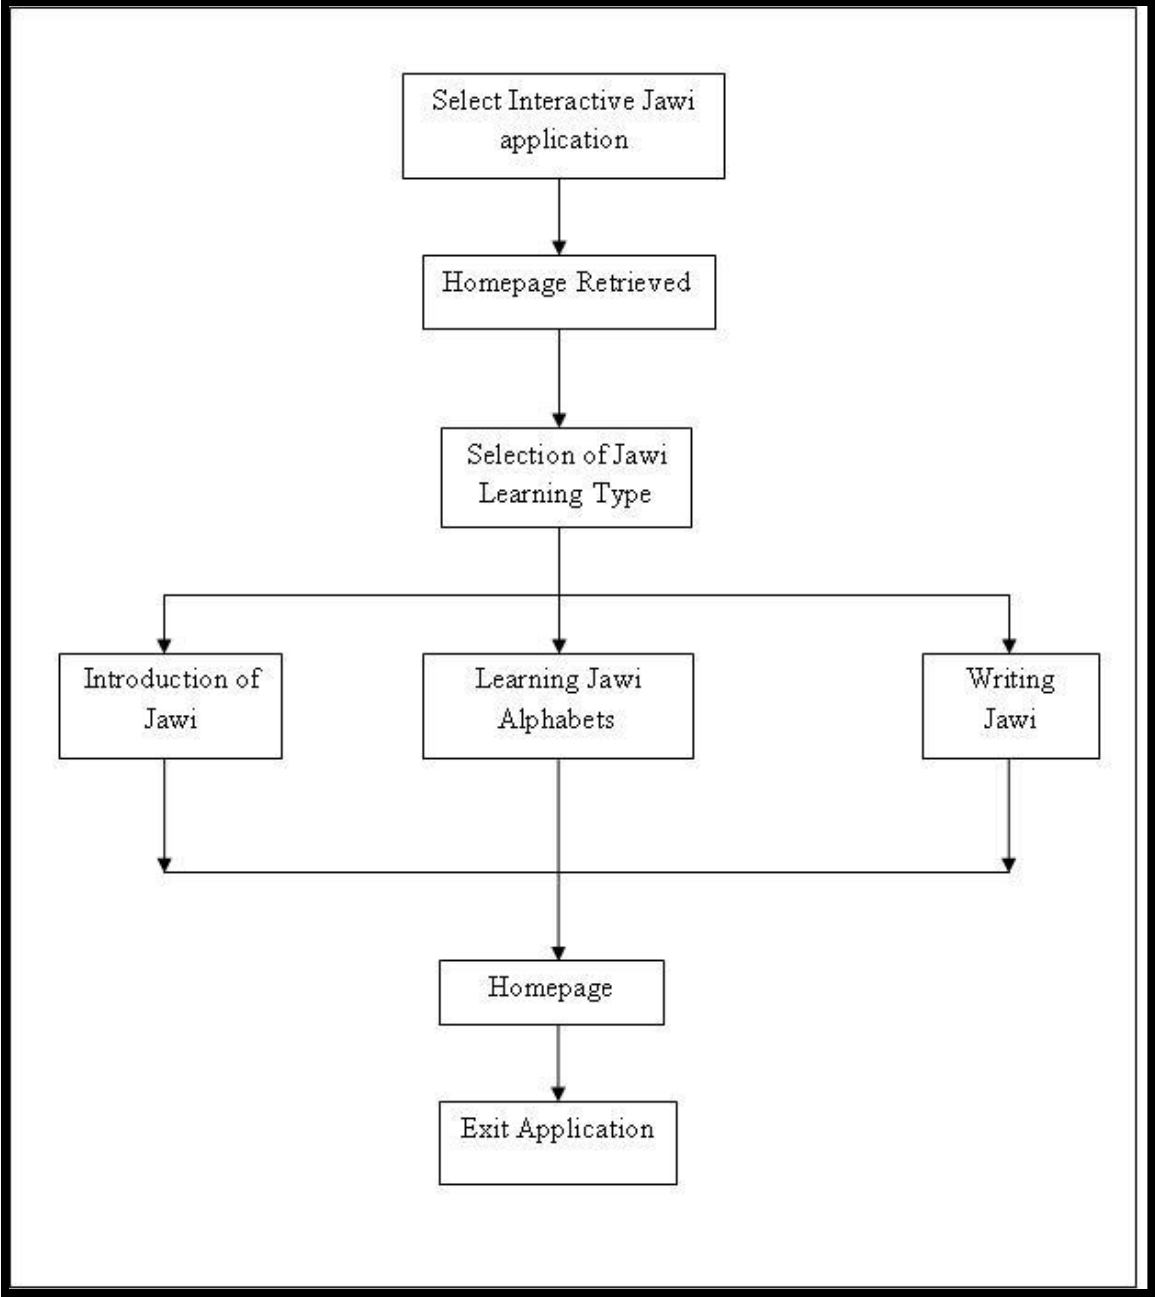 Select Interactive Jawi
application
Homepage Retrieved
Selection of Jawi
Learning Type
Introduction of
Jawi
Learning Jawi
Alphabets
Writing
Jawi
Homepage
Exit Application